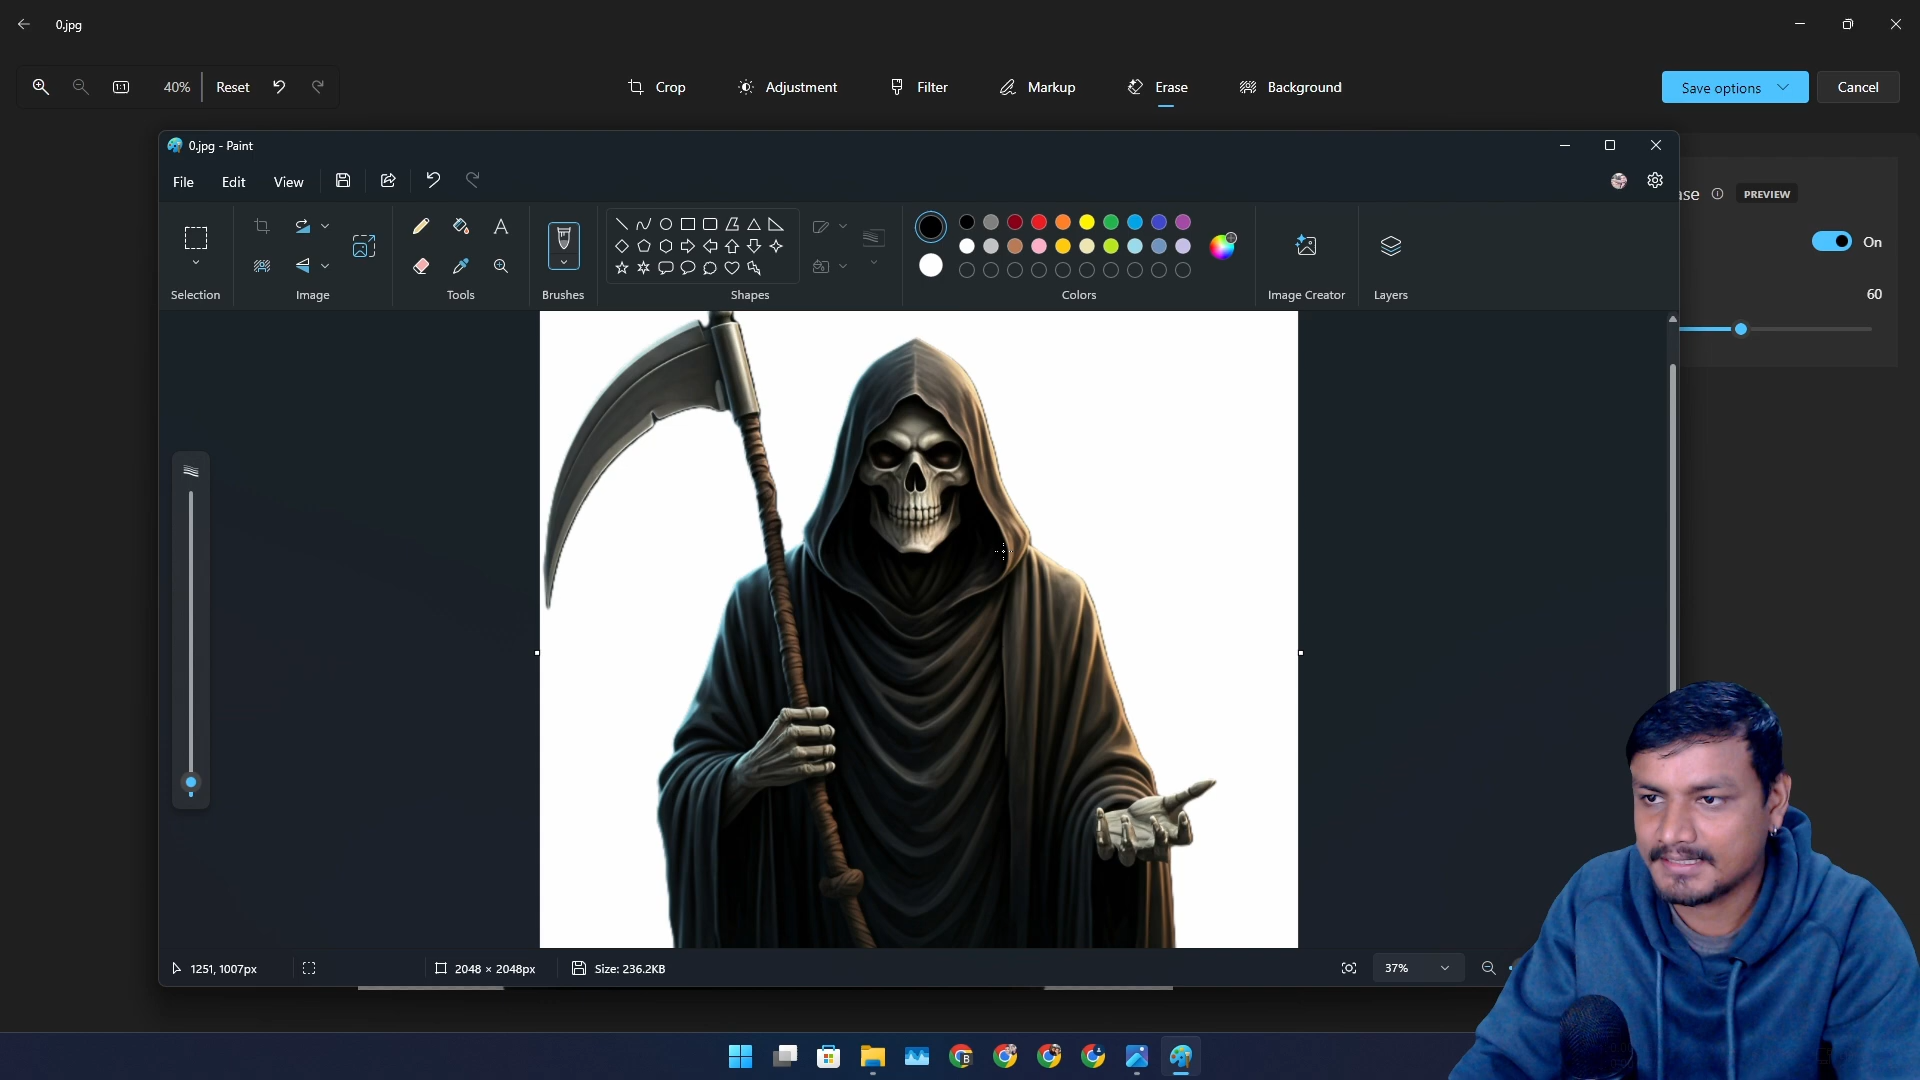 0.jpg
40%
Reset
Crop
Adjustment
Filter
Markup
Erase
Background
Save options
Cancel
0.jpg - Paint
File
Edit
View
ase
PREVIEW
On
60
Selection
Image
Tools
Brushes
Shapes
Colors
Image Creator
Layers
1251, 1007px
2048 × 2048px
Size: 236.2KB
37%